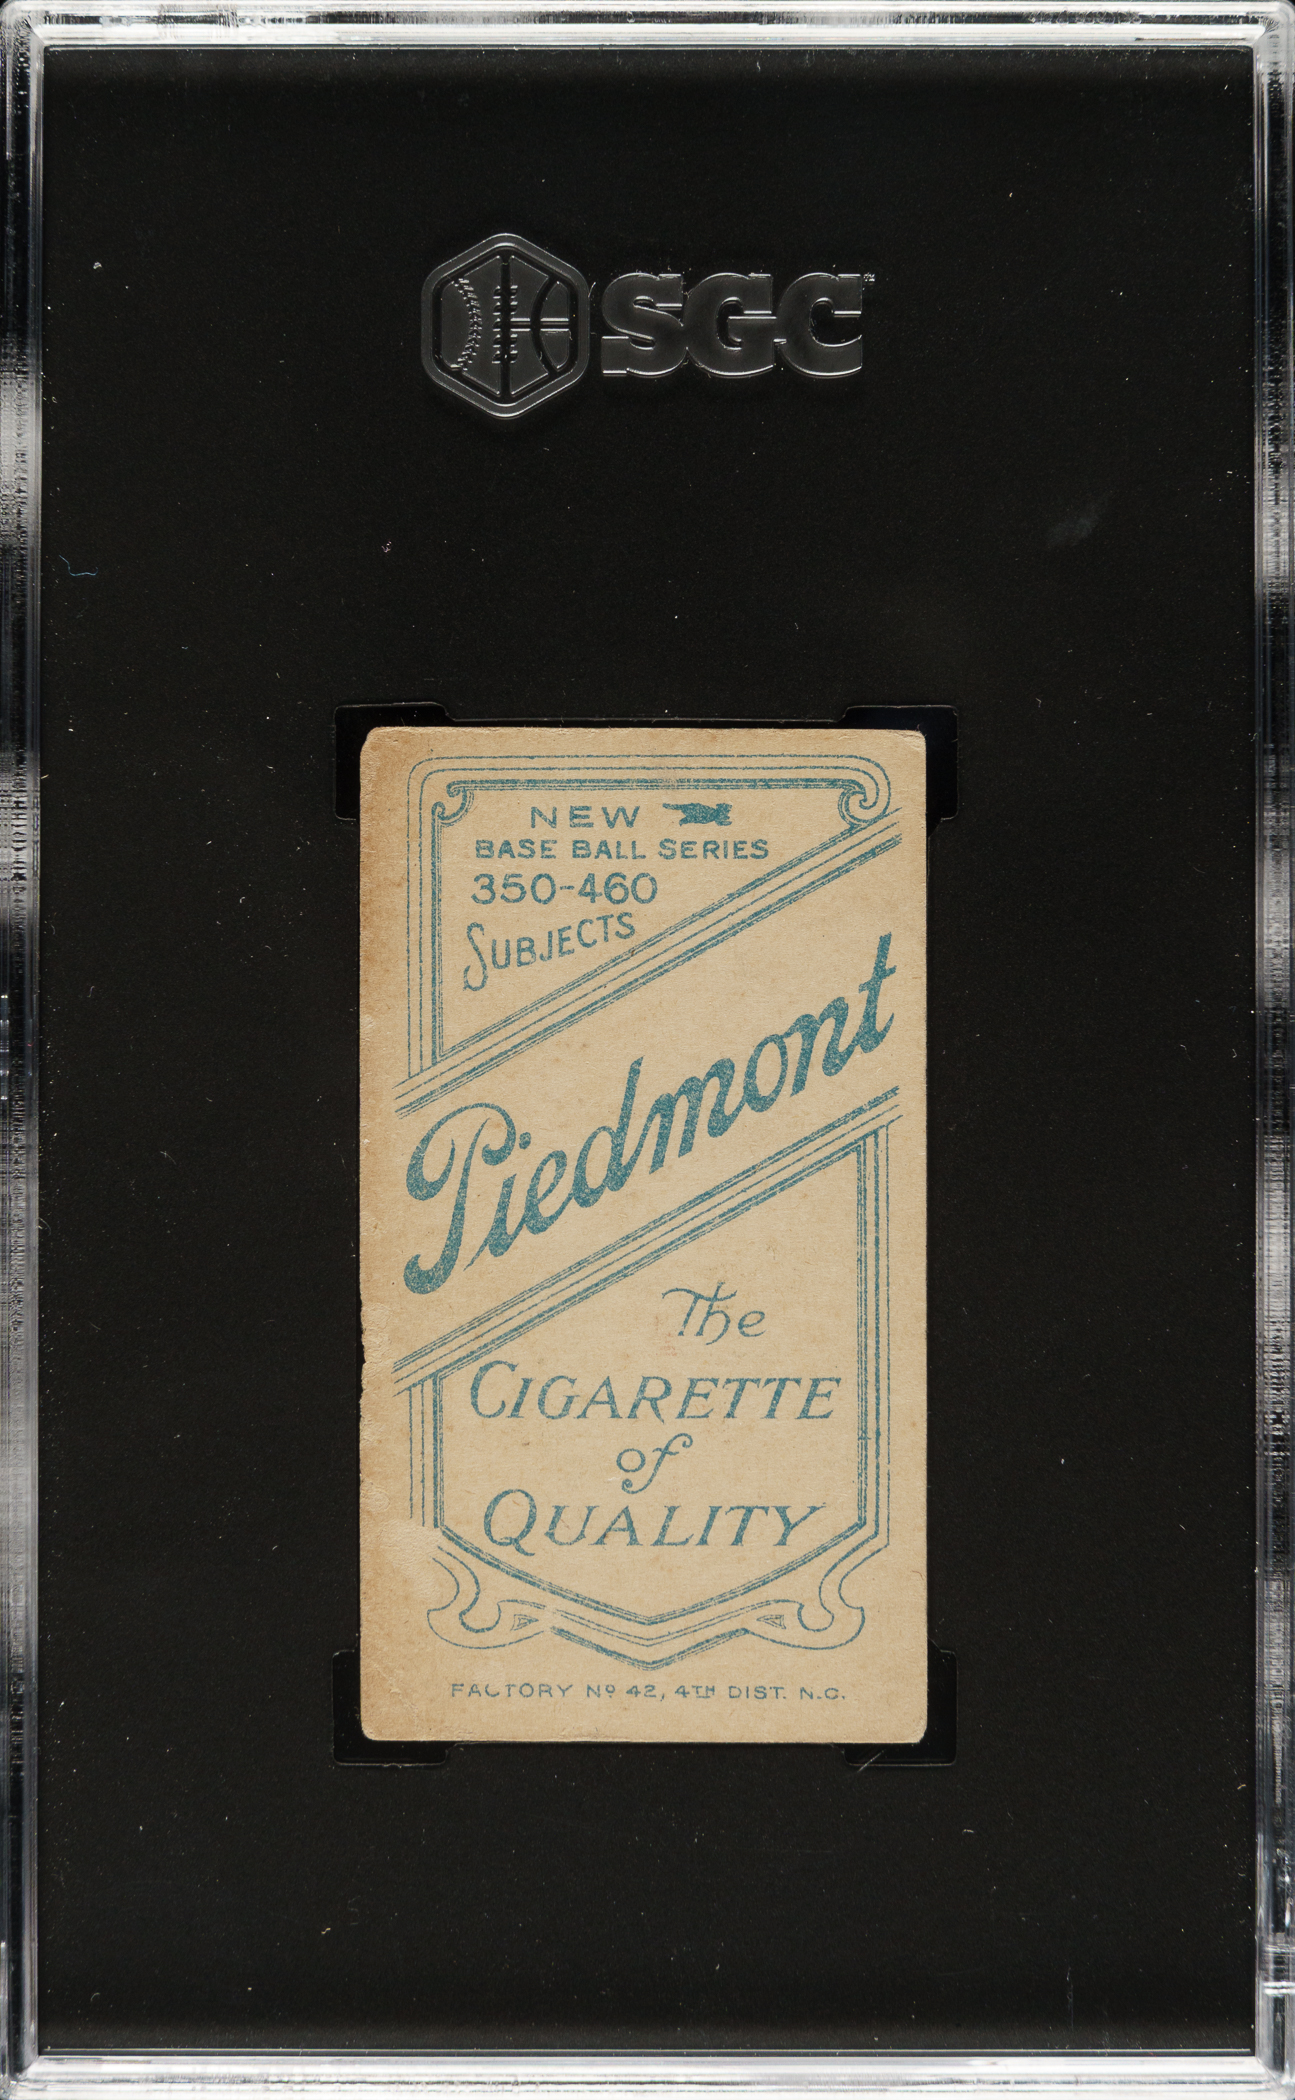 SGC
NEW
BASE BALL SERIES
350-460
SUBJECTS
Piedmont
The
CIGARETTE
of
QUALITY
FACTORY Nº 42, 4TH DIST. N.C.